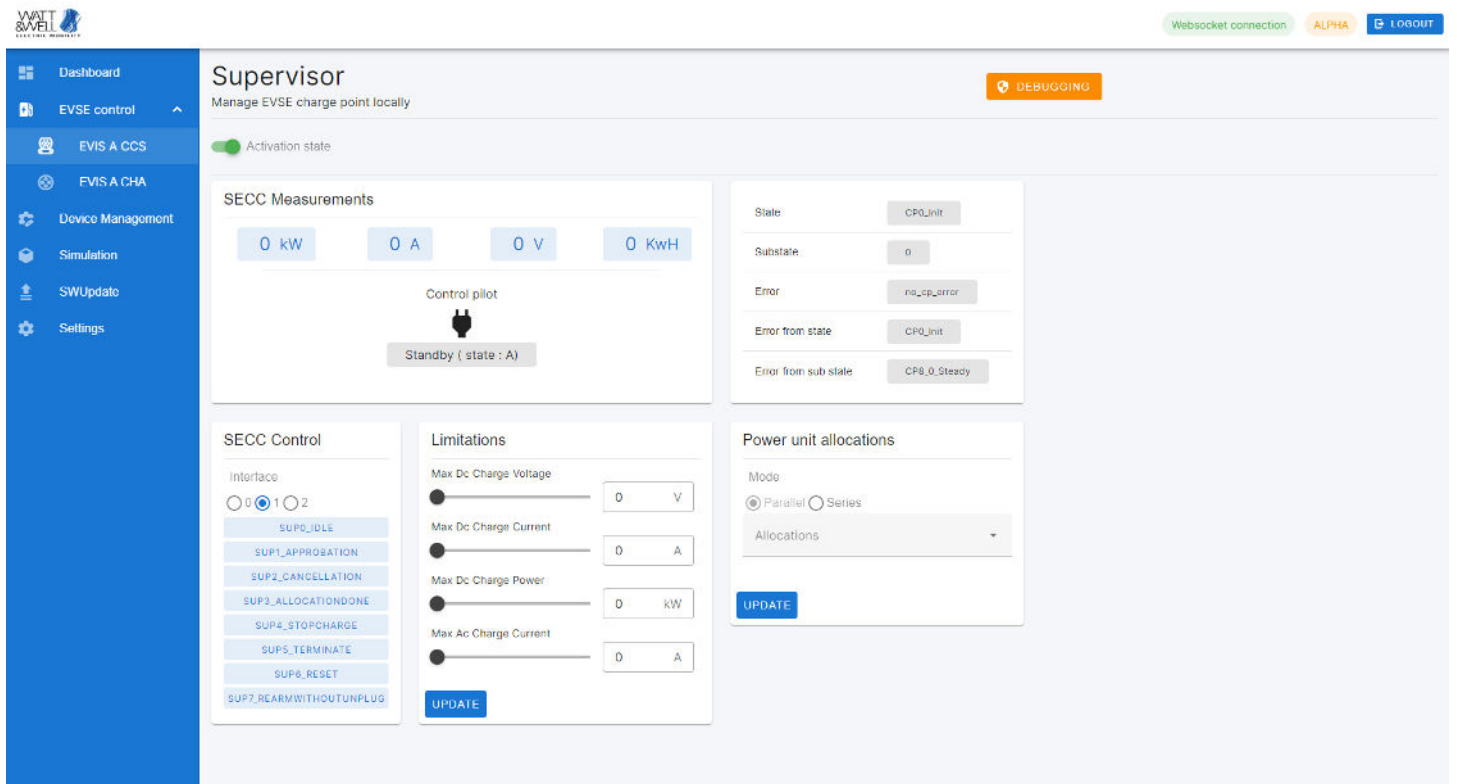 WATT
&WELL
ELECTRIC MOBILITY
Websocket connection
ALPHA
LOGOUT
Dashboard
EVSE control
EVIS A CCS
EVIS A CHA
Device Management
Simulation
SWUpdate
Settings
Supervisor
Manage EVSE charge point locally
DEBUGGING
Activation state
SECC Measurements
0 kW
0 A
0 V
0 KwH
Control pilot
Standby ( state : A)
State
CP0_Init
Substate
0
Error
no_cp_error
Error from state
CP0_Init
Error from sub state
CP8_0_Steady
SECC Control
Interface
0 1 2
SUP0_IDLE
SUP1_APPROBATION
SUP2_CANCELLATION
SUP3_ALLOCATIONDONE
SUP4_STOPCHARGE
SUP5_TERMINATE
SUP6_RESET
SUP7_REARMWITHOUTUNPLUG
Limitations
Max Dc Charge Voltage
0 V
Max Dc Charge Current
0 A
Max Dc Charge Power
0 kW
Max Ac Charge Current
0 A
UPDATE
Power unit allocations
Mode
Parallel Series
Allocations
UPDATE